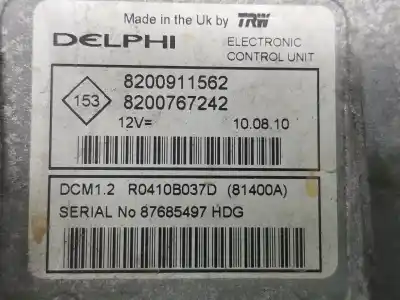 Made in the Uk by TRW
DELPHI
ELECTRONIC
CONTROL UNIT
153
8200911562
8200767242
12V=
10.08.10
DCM1.2 R0410B037D (81400A)
SERIAL No 87685497 HDG